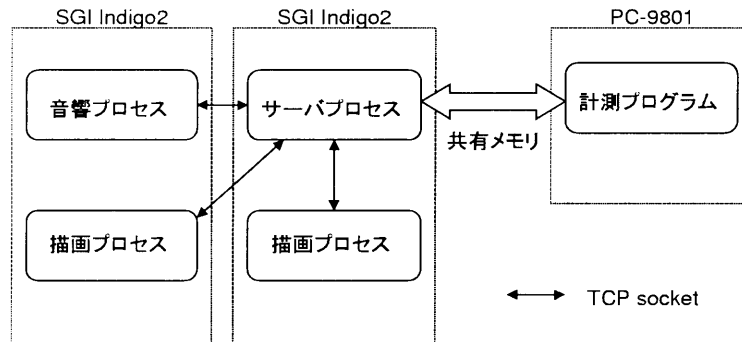 SGI Indigo2
SGI Indigo2
PC-9801
音響プロセス
サーバプロセス
計測プログラム
共有メモリ
描画プロセス
描画プロセス
TCP socket